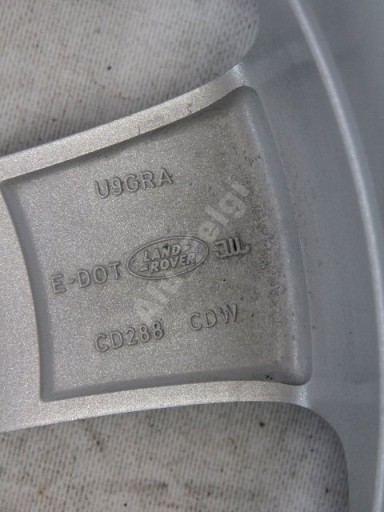 U9GRA
E-DOT LAND ROVER
CD288 CDW